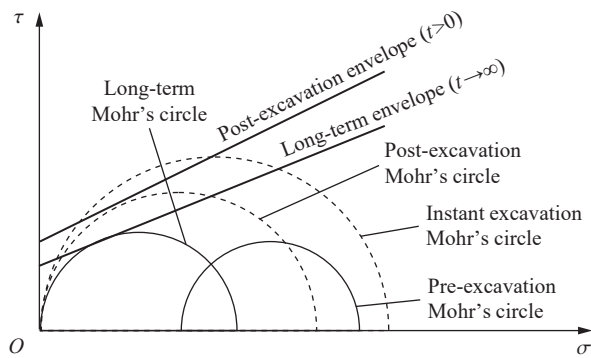 τ
Post-excavation envelope (t>0)
Long-term envelope (t→∞)
Long-term
Mohr's circle
Post-excavation
Mohr's circle
Instant excavation
Mohr's circle
Pre-excavation
Mohr's circle
O
σ